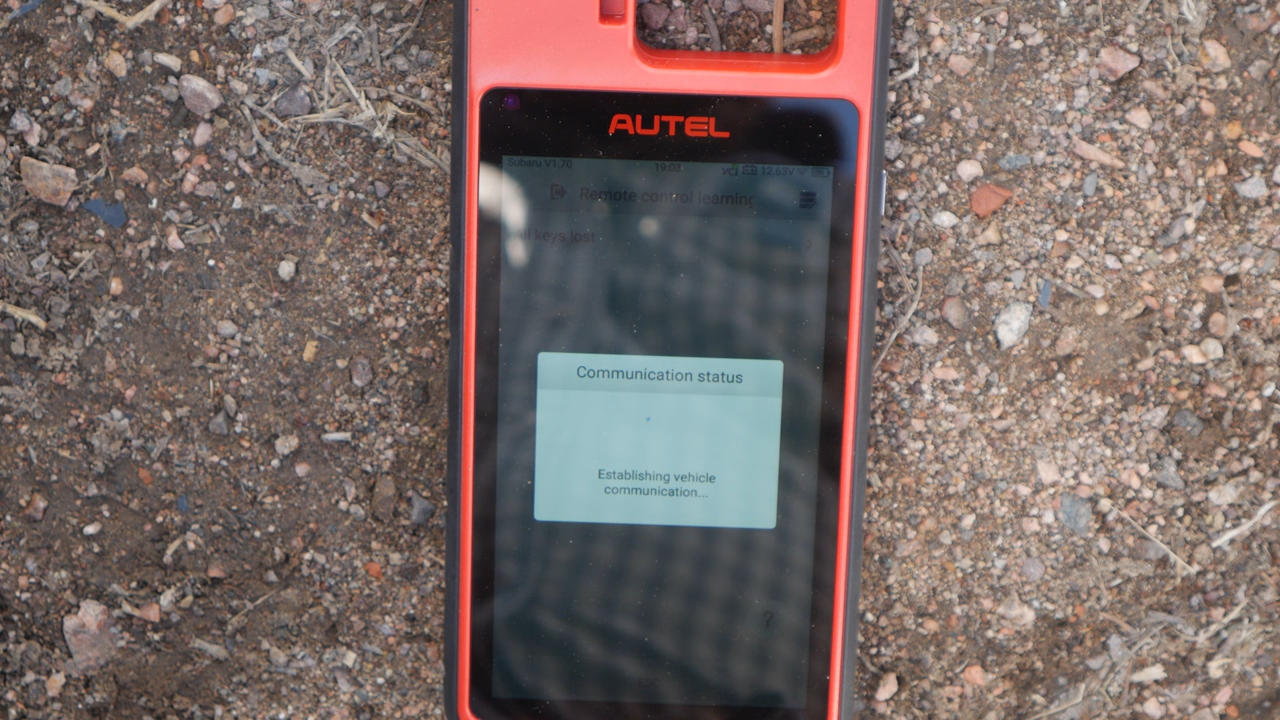 AUTEL
Subaru V1.70
19:03
12.63V
Remote control learning
All keys lost
Communication status
Establishing vehicle
communication...
?